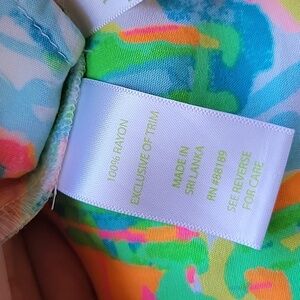 100% RAYON
EXCLUSIVE OF TRIM
MADE IN
SRI LANKA
RN #88189
SEE REVERSE
FOR CARE